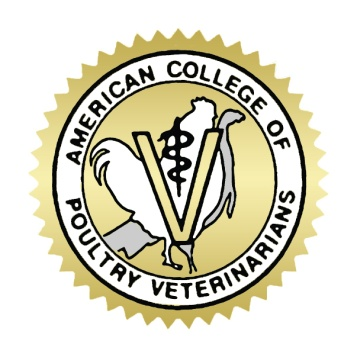 AMERICAN COLLEGE OF
POULTRY VETERINARIANS
V